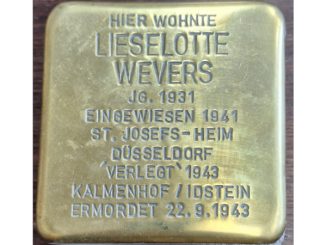 HIER WOHNTE
LIESELOTTE
WEVERS
JG. 1931
EINGEWIESEN 1941
ST. JOSEFS-HEIM
DÜSSELDORF
'VERLEGT' 1943
KALMENHOF / IDSTEIN
ERMORDET 22.9.1943